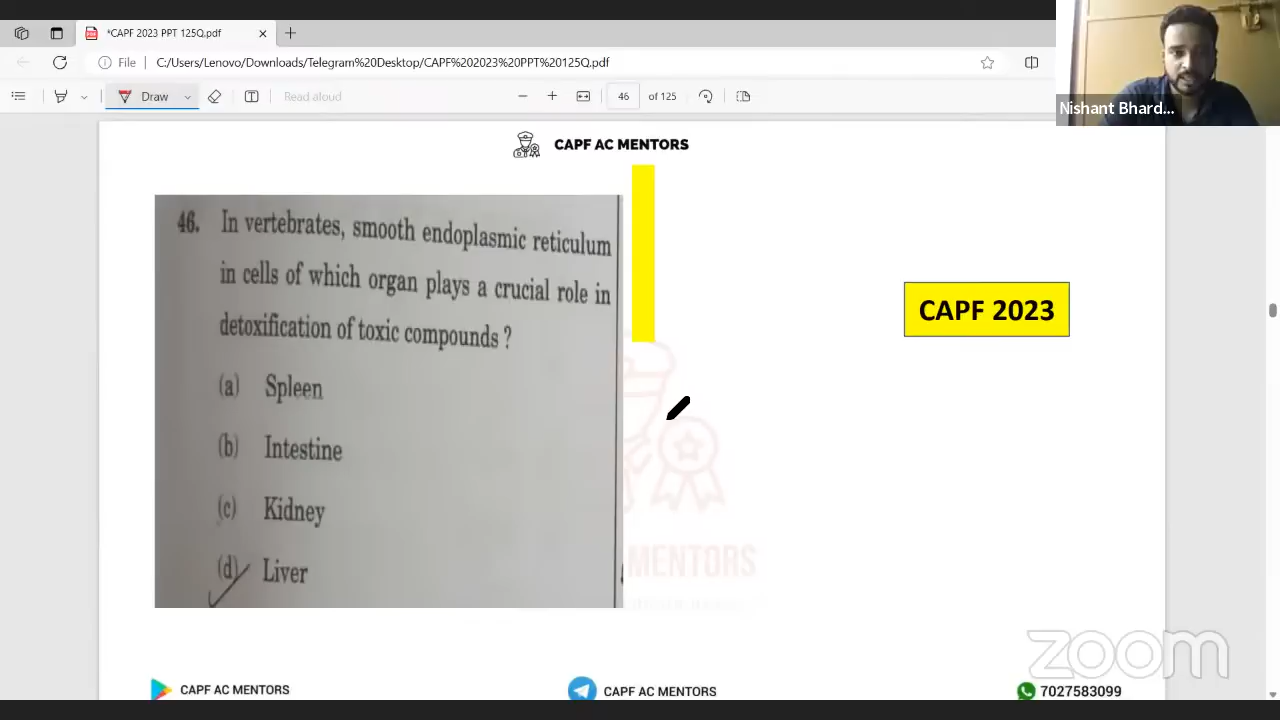 *CAPF 2023 PPT 125Q.pdf
File
C:/Users/Lenovo/Downloads/Telegram%20Desktop/CAPF%202023%20PPT%20125Q.pdf
Draw
Read aloud
46 of 125
Nishant Bhard...
CAPF AC MENTORS
46. In vertebrates, smooth endoplasmic reticulum
in cells of which organ plays a crucial role in
detoxification of toxic compounds ?
(a) Spleen
(b) Intestine
(c) Kidney
(d) Liver
CAPF 2023
MENTORS
zoom
CAPF AC MENTORS
CAPF AC MENTORS
7027583099